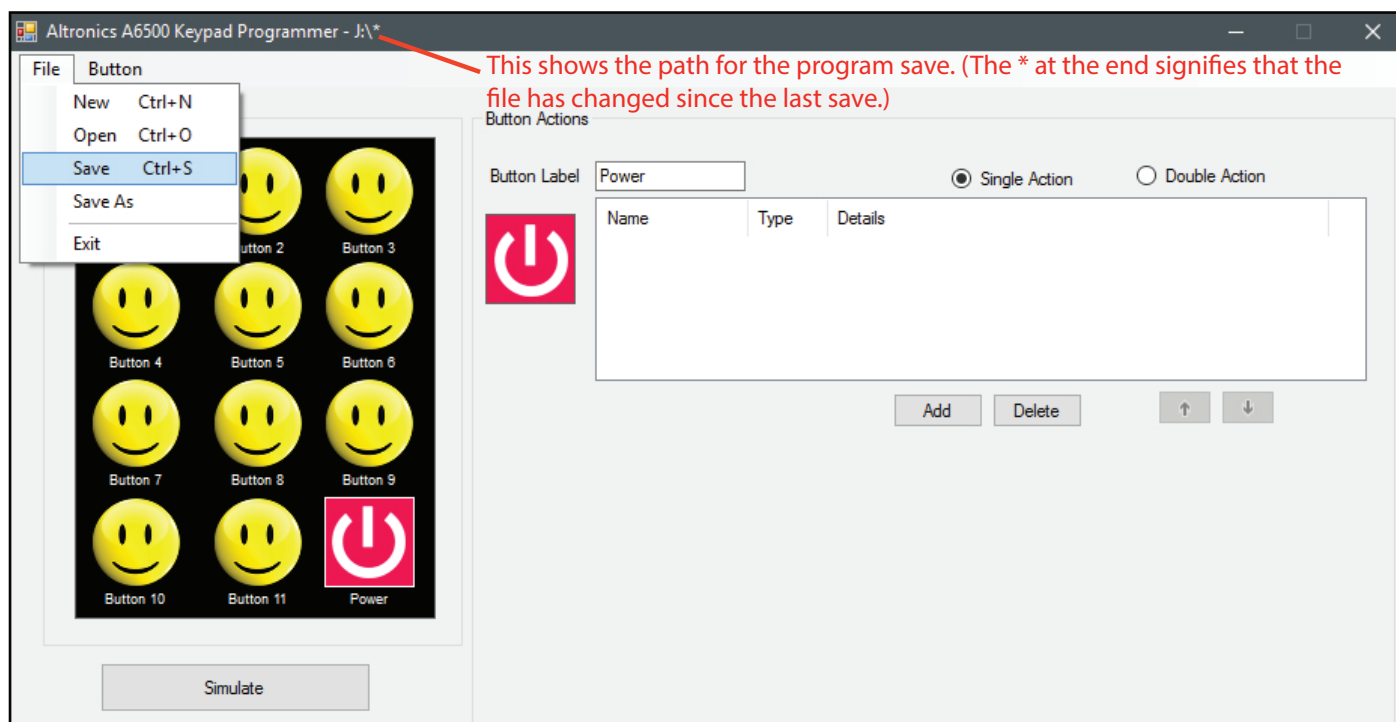 Altronics A6500 Keypad Programmer - J:\*
This shows the path for the program save. (The * at the end signifies that the
file has changed since the last save.)
File Button
New Ctrl+N
Open Ctrl+O
Save Ctrl+S
Save As
Exit
utton 2 Button 3
Button 4 Button 5 Button 6
Button 7 Button 8 Button 9
Button 10 Button 11 Power
Simulate
Button Actions
Button Label Power Single Action Double Action
Name Type Details
Add Delete